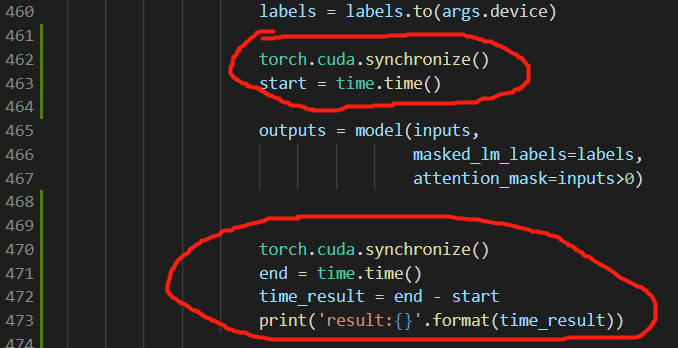 460 labels = labels.to(args.device)
461
462 torch.cuda.synchronize()
463 start = time.time()
464
465 outputs = model(inputs,
466 masked_lm_labels=labels,
467 attention_mask=inputs>0)
468
469
470 torch.cuda.synchronize()
471 end = time.time()
472 time_result = end - start
473 print('result:{}'.format(time_result))
474